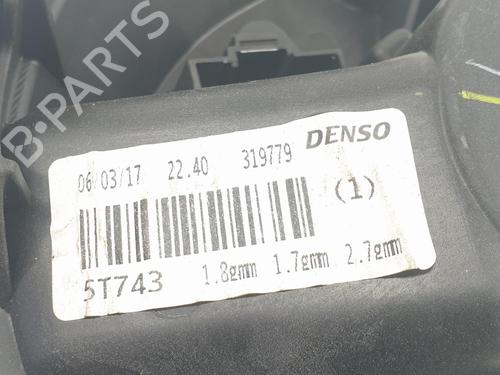 B-PARTS
06/03/17 22.40 319779 DENSO
(1)
5T743 1.8gmm 1.7gmm 2.7gmm